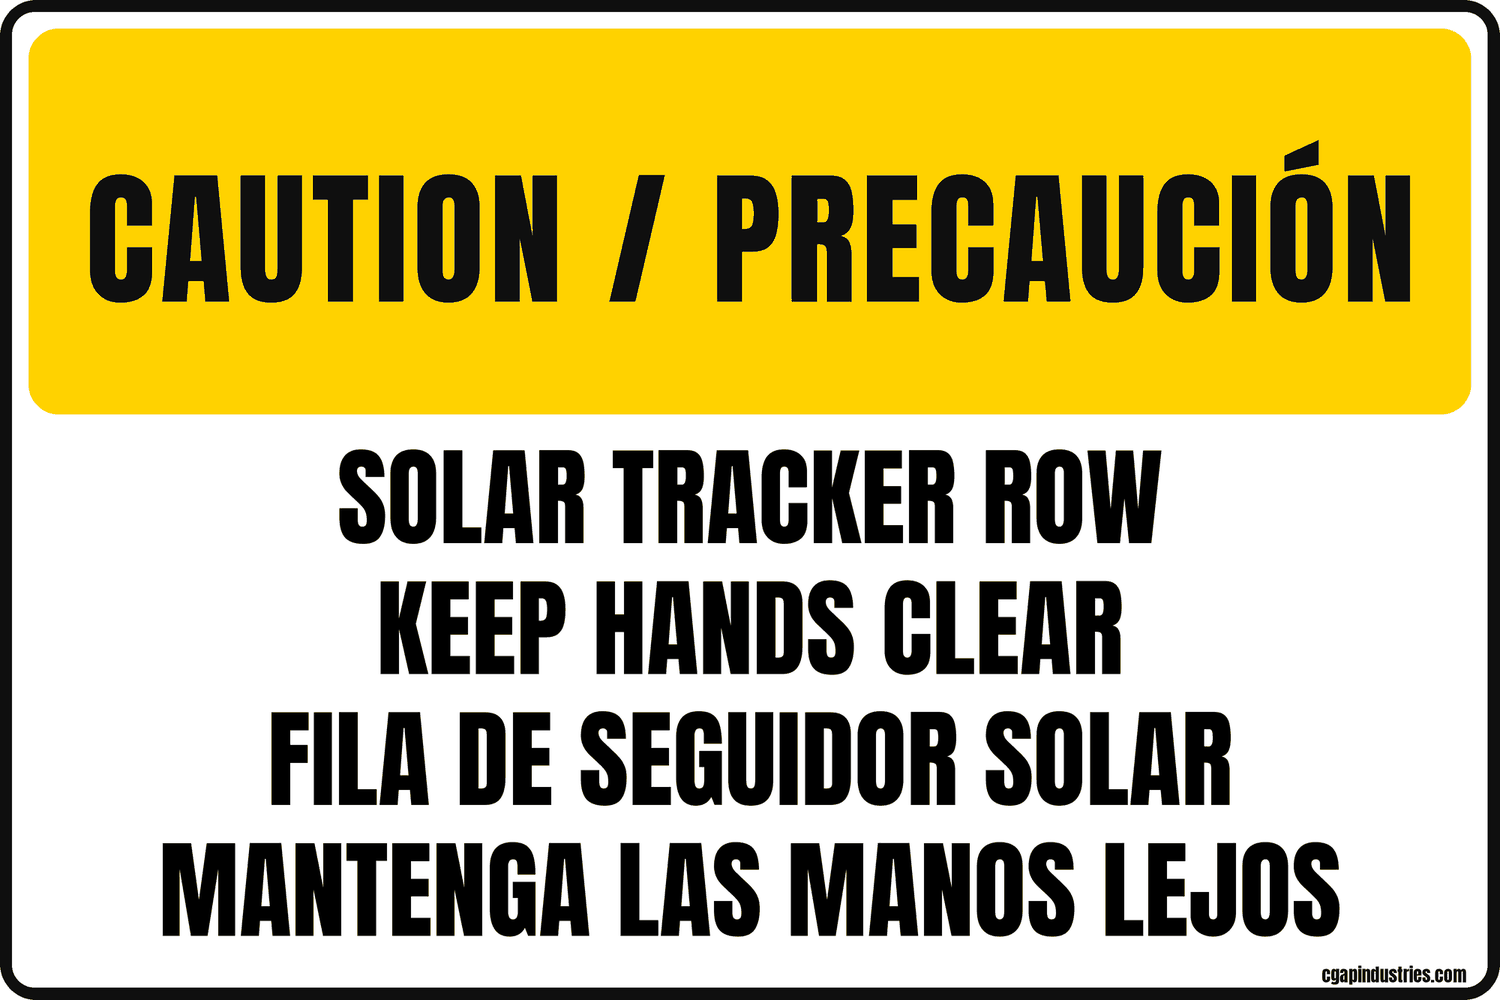 CAUTION / PRECAUCIÓN
SOLAR TRACKER ROW
KEEP HANDS CLEAR
FILA DE SEGUIDOR SOLAR
MANTENGA LAS MANOS LEJOS
cgapindustries.com